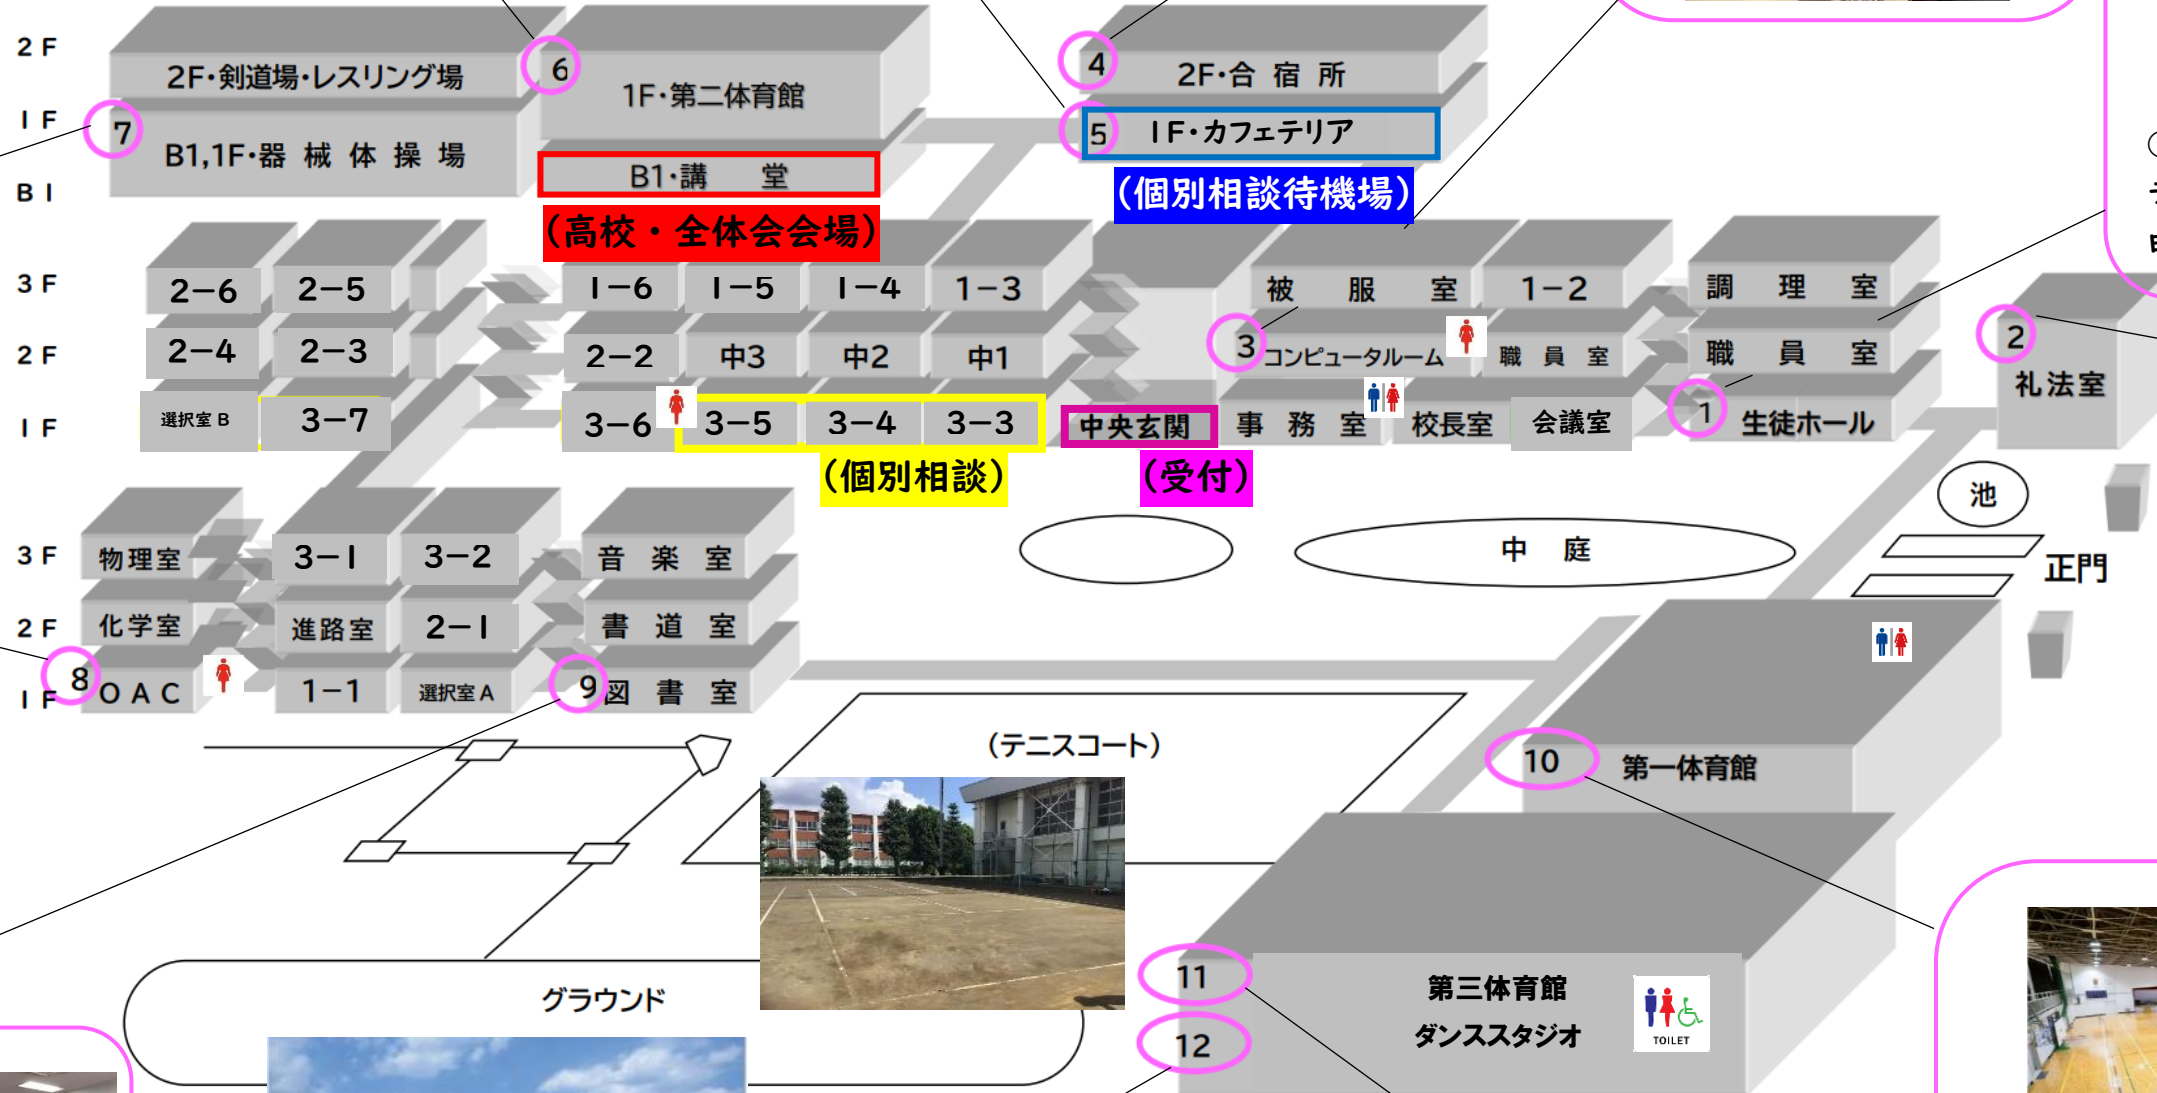 2F
2F・剣道場・レスリング場
6
1F・第二体育館
4
2F・合 宿 所
1F
7
B1,1F・器 械 体 操 場
5
1F・カフェテリア
B1
B1・講 堂
(個別相談待機場)
(高校・全体会会場)
3F
2-6
2-5
1-6
1-5
1-4
1-3
被 服 室
1-2
調 理 室
2F
2-4
2-3
2-2
中3
中2
中1
3
コンピュータルーム
職 員 室
職 員 室
2
礼法室
1F
選択室B
3-7
3-6
3-5
3-4
3-3
中央玄関
事 務 室
校長室
会議室
1
生徒ホール
(個別相談)
(受付)
池
3F
物理室
3-1
3-2
音 楽 室
中 庭
正門
2F
化学室
進路室
2-1
書 道 室
1F
8
OAC
1-1
選択室A
9
図 書 室
(テニスコート)
10
第一体育館
グラウンド
11
第三体育館
12
ダンススタジオ
TOILET